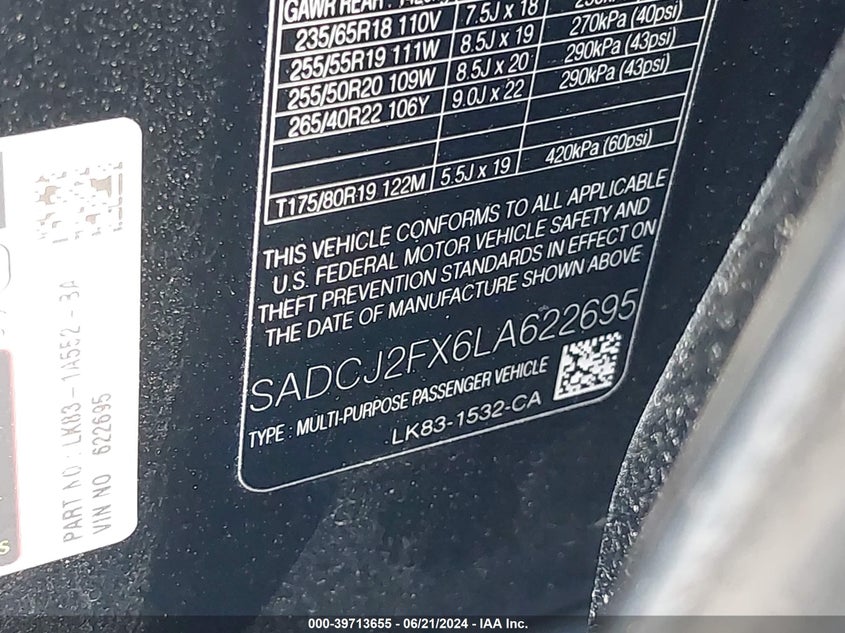 GAWR REAR
235/65R18 110V 7.5J x 18
255/55R19 111W 8.5J x 19 270kPa (40psi)
255/50R20 109W 8.5J x 20 290kPa (43psi)
265/40R22 106Y 9.0J x 22 290kPa (43psi)
T175/80R19 122M 5.5J x 19 420kPa (60psi)
THIS VEHICLE CONFORMS TO ALL APPLICABLE
U.S. FEDERAL MOTOR VEHICLE SAFETY AND
THEFT PREVENTION STANDARDS IN EFFECT ON
THE DATE OF MANUFACTURE SHOWN ABOVE
SADCJ2FX6LA622695
TYPE : MULTI-PURPOSE PASSENGER VEHICLE
LK83-1532-CA
PART NO : LK83 - 1A552 - BA
VIN NO 622695
000-39713655 - 06/21/2024 - IAA Inc.